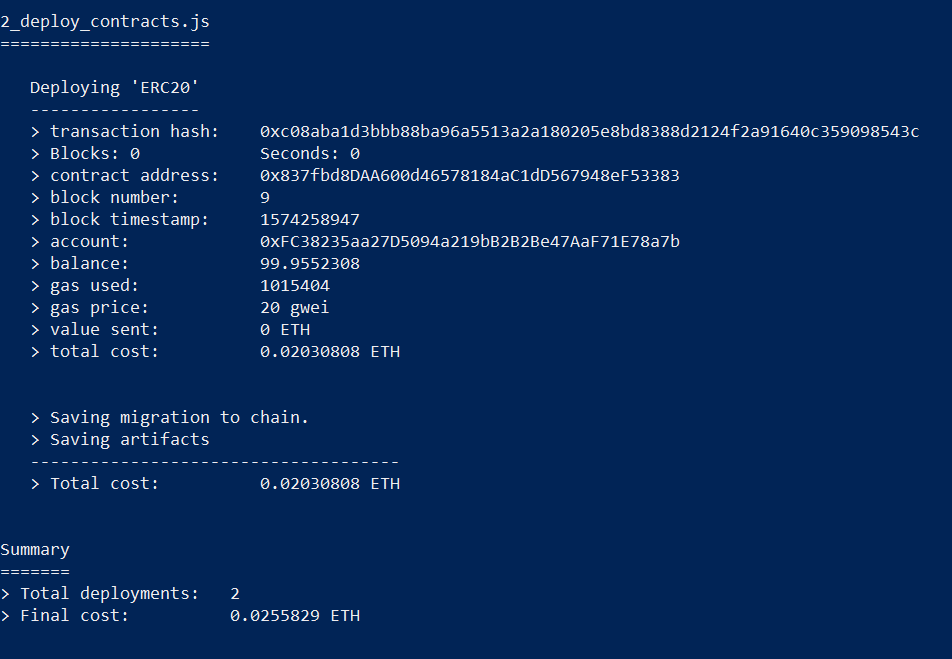 2_deploy_contracts.js
=====================
Deploying 'ERC20'
-----------------
> transaction hash: 0xc08aba1d3bbb88ba96a5513a2a180205e8bd8388d2124f2a91640c359098543c
> Blocks: 0 Seconds: 0
> contract address: 0x837fbd8DAA600d46578184aC1dD567948eF53383
> block number: 9
> block timestamp: 1574258947
> account: 0xFC38235aa27D5094a219bB2B2Be47AaF71E78a7b
> balance: 99.9552308
> gas used: 1015404
> gas price: 20 gwei
> value sent: 0 ETH
> total cost: 0.02030808 ETH
> Saving migration to chain.
> Saving artifacts
-------------------------------------
> Total cost: 0.02030808 ETH
Summary
=======
> Total deployments: 2
> Final cost: 0.0255829 ETH